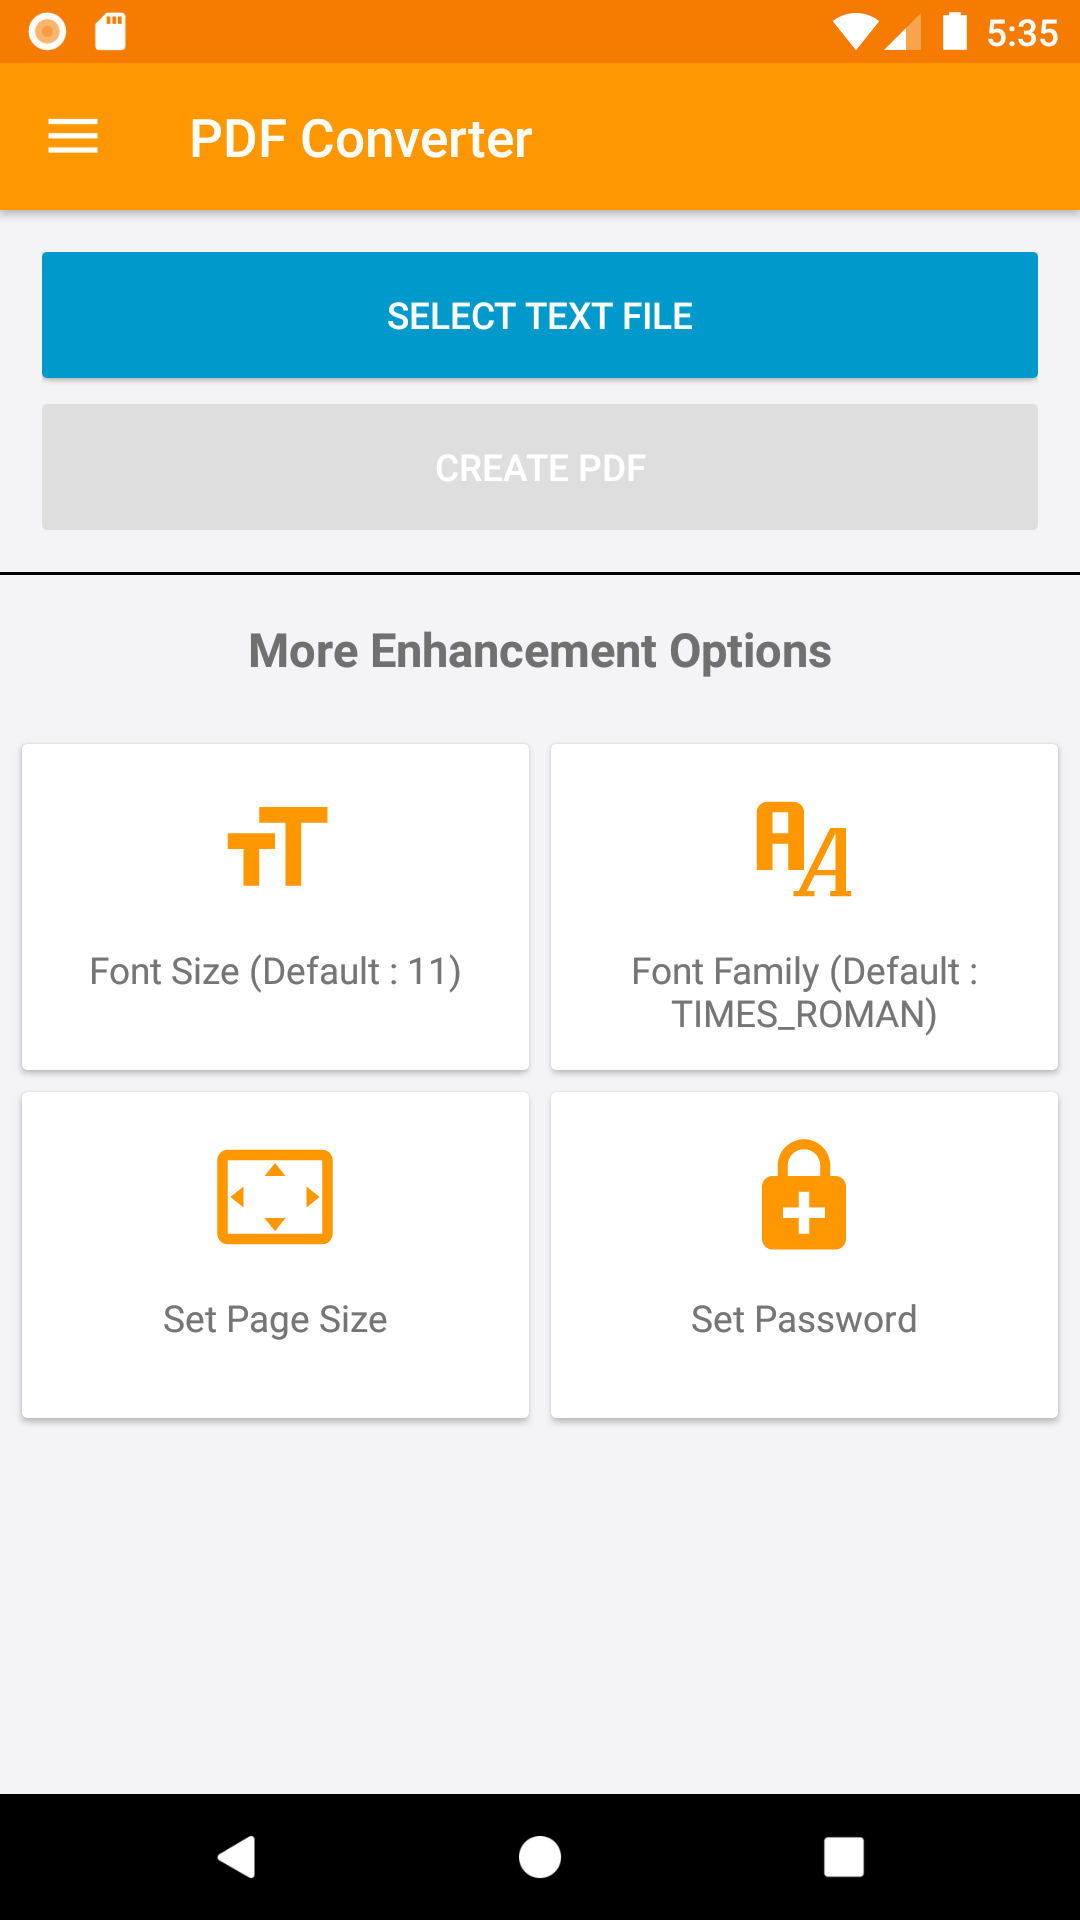 5:35
PDF Converter
SELECT TEXT FILE
CREATE PDF
More Enhancement Options
Font Size (Default : 11)
Font Family (Default :
TIMES_ROMAN)
Set Page Size
Set Password